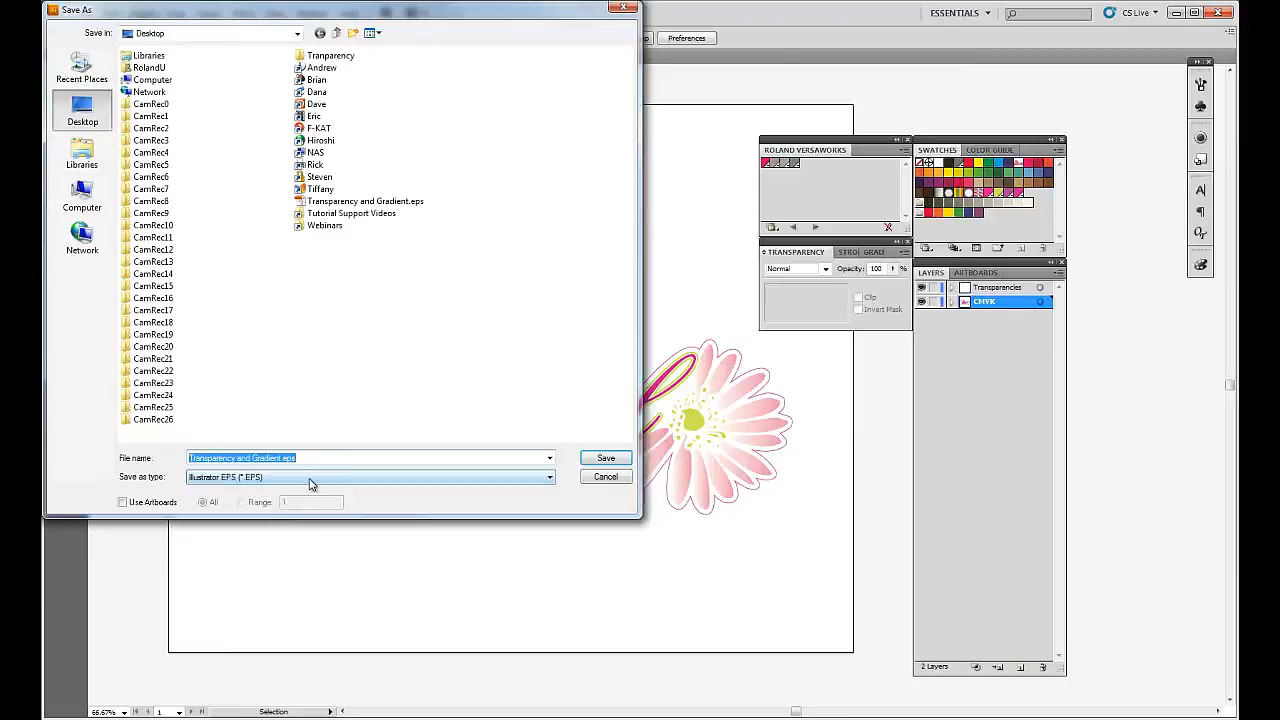 Save As
ESSENTIALS
CS Live
Save in:
Desktop
Preferences
Recent Places
Desktop
Libraries
Computer
Network
Libraries
RolandU
Computer
Network
CamRec0
CamRec1
CamRec2
CamRec3
CamRec4
CamRec5
CamRec6
CamRec7
CamRec8
CamRec9
CamRec10
CamRec11
CamRec12
CamRec13
CamRec14
CamRec15
CamRec16
CamRec17
CamRec18
CamRec19
CamRec20
CamRec21
CamRec22
CamRec23
CamRec24
CamRec25
CamRec26
Tranparency
Andrew
Brian
Dana
Dave
Eric
F-KAT
Hiroshi
NAS
Rick
Steven
Tiffany
Transparency and Gradient.eps
Tutorial Support Videos
Webinars
File name:
Transparency and Gradient.eps
Save
Save as type:
Illustrator EPS (*.EPS)
Cancel
Use Artboards
All
Range:
1
ROLAND VERSAWORKS
SWATCHES
COLOR GUIDE
TRANSPARENCY
STRO
GRAD
Normal
Opacity:
100
%
Clip
Invert Mask
LAYERS
ARTBOARDS
Transparencies
CMYK
2 Layers
66.67%
1
Selection